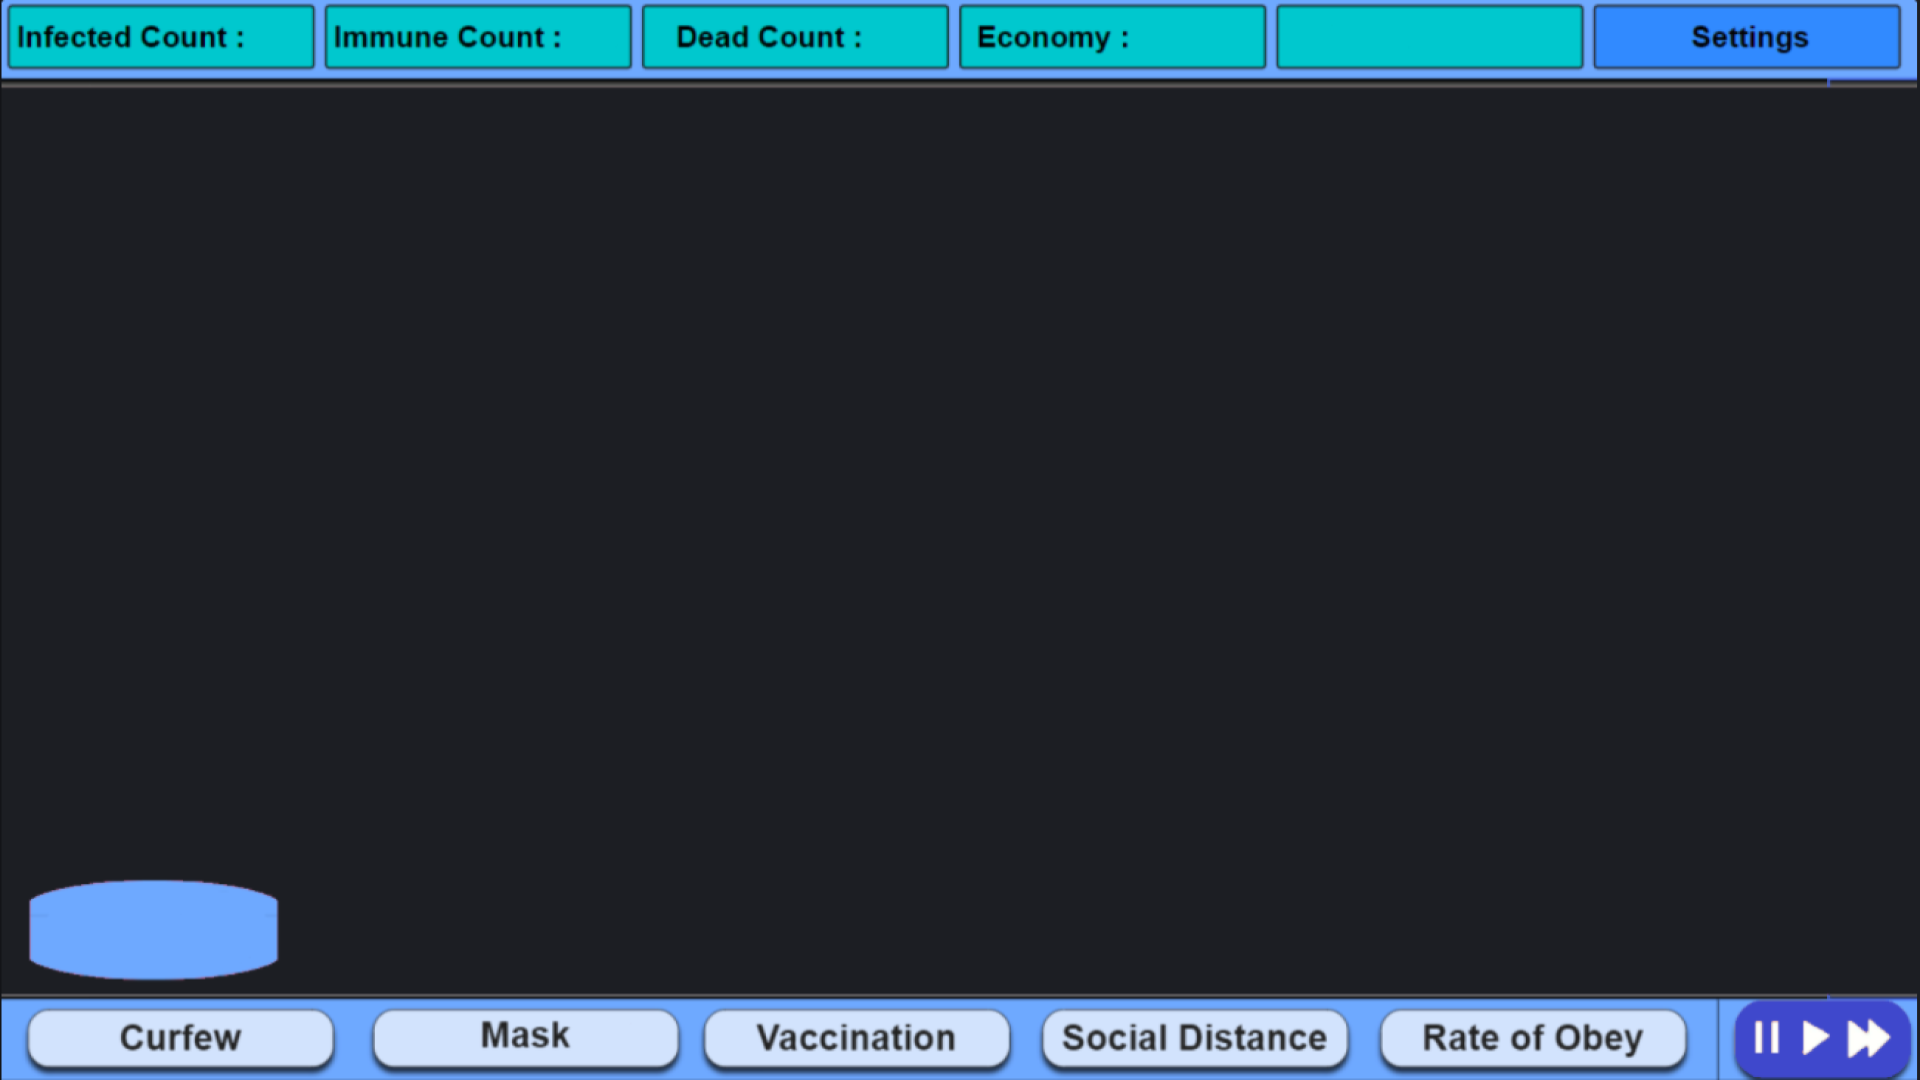 Infected Count :
Immune Count :
Dead Count :
Economy :
Settings
Curfew
Mask
Vaccination
Social Distance
Rate of Obey